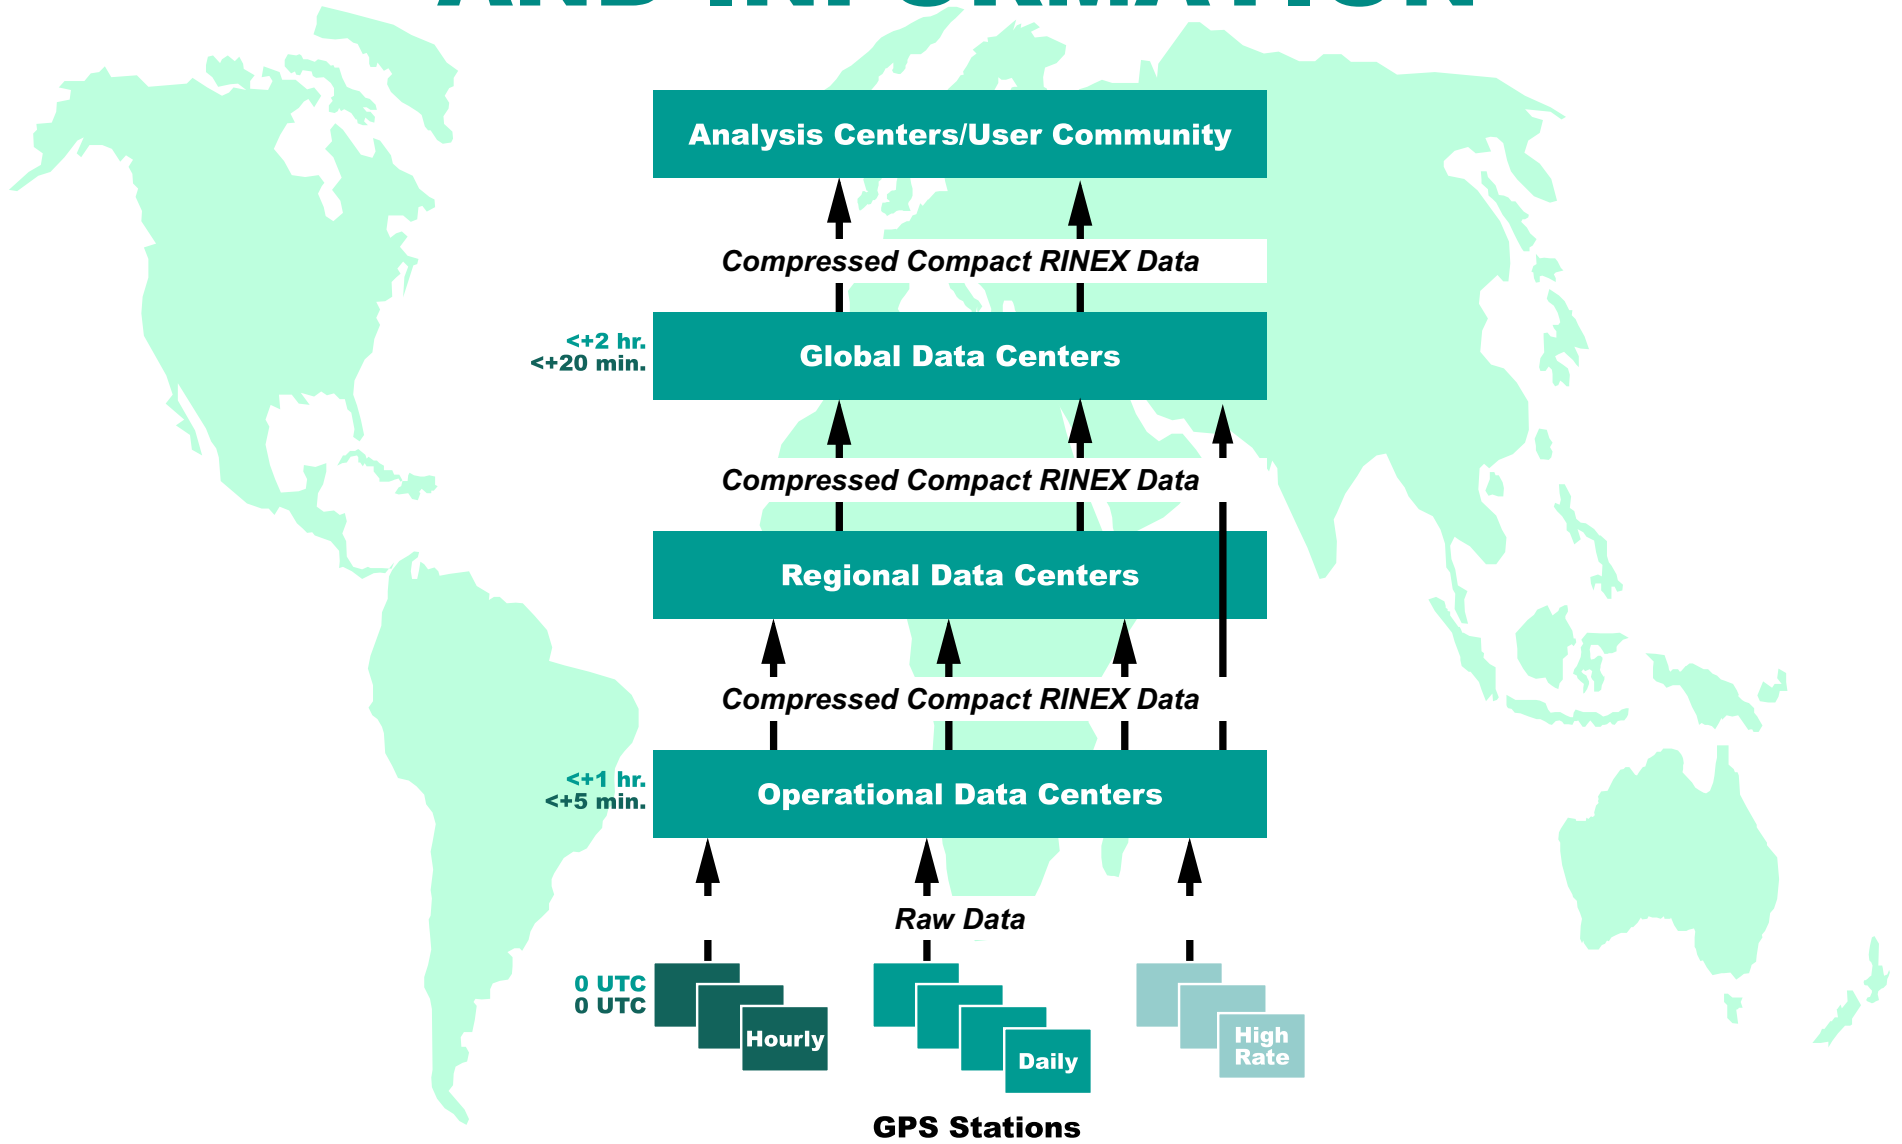 AND INFORMATION
Analysis Centers/User Community
Compressed Compact RINEX Data
<+2 hr.
<+20 min.
Global Data Centers
Compressed Compact RINEX Data
Regional Data Centers
Compressed Compact RINEX Data
<+1 hr.
<+5 min.
Operational Data Centers
Raw Data
0 UTC
0 UTC
Hourly
Daily
High
Rate
GPS Stations